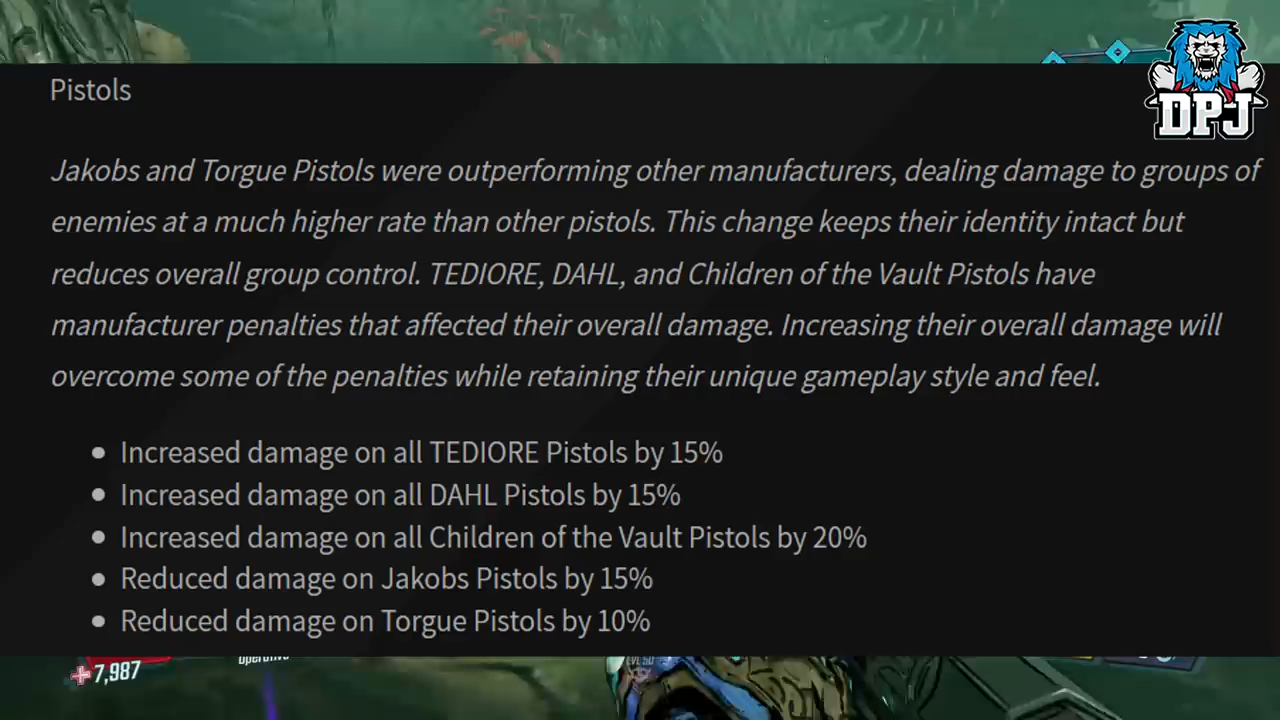 DPJ
Pistols
Jakobs and Torgue Pistols were outperforming other manufacturers, dealing damage to groups of
enemies at a much higher rate than other pistols. This change keeps their identity intact but
reduces overall group control. TEDIORE, DAHL, and Children of the Vault Pistols have
manufacturer penalties that affected their overall damage. Increasing their overall damage will
overcome some of the penalties while retaining their unique gameplay style and feel.
• Increased damage on all TEDIORE Pistols by 15%
• Increased damage on all DAHL Pistols by 15%
• Increased damage on all Children of the Vault Pistols by 20%
• Reduced damage on Jakobs Pistols by 15%
• Reduced damage on Torgue Pistols by 10%
7,987